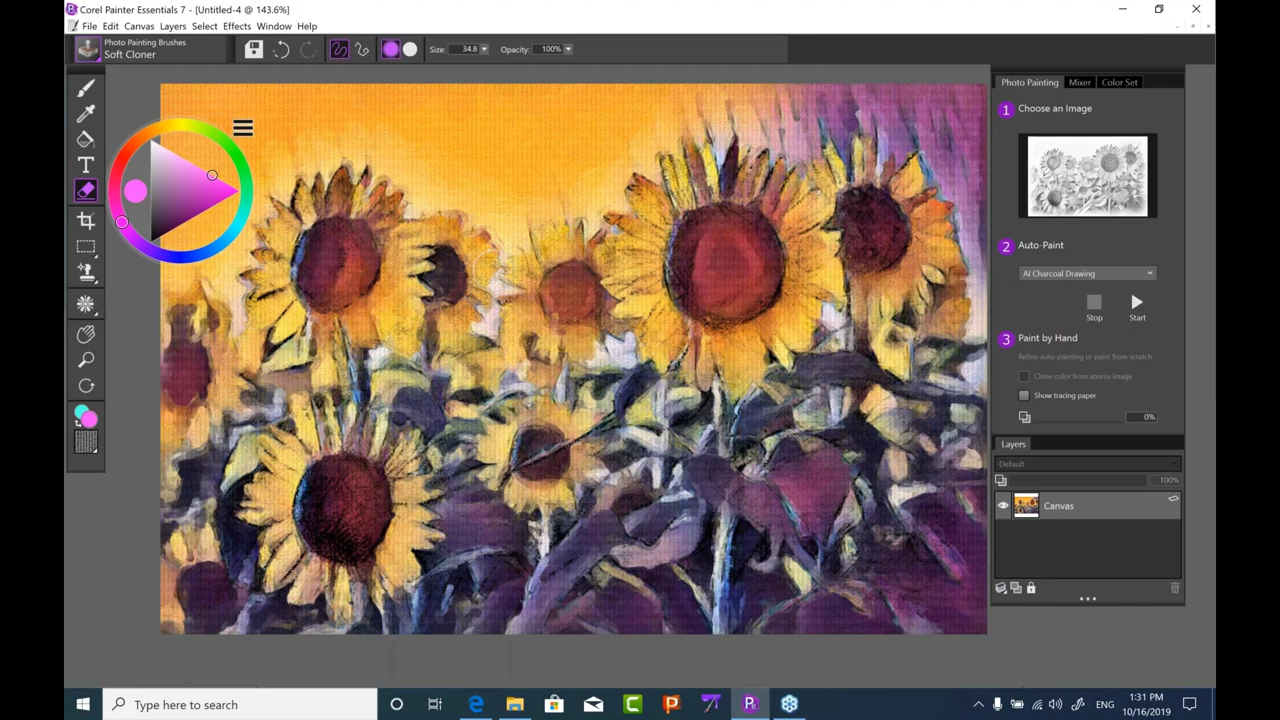 Corel Painter Essentials 7 - [Untitled-4 @ 143.6%]
File Edit Canvas Layers Select Effects Window Help
Photo Painting Brushes
Soft Cloner
Size: 34.8
Opacity: 100%
Photo Painting Mixer Color Set
1 Choose an Image
2 Auto-Paint
AI Charcoal Drawing
Stop Start
3 Paint by Hand
Refine auto-painting or paint from scratch
Clone color from source image
Show tracing paper
0%
Layers
Default
100%
Canvas
Type here to search
ENG
1:31 PM
10/16/2019